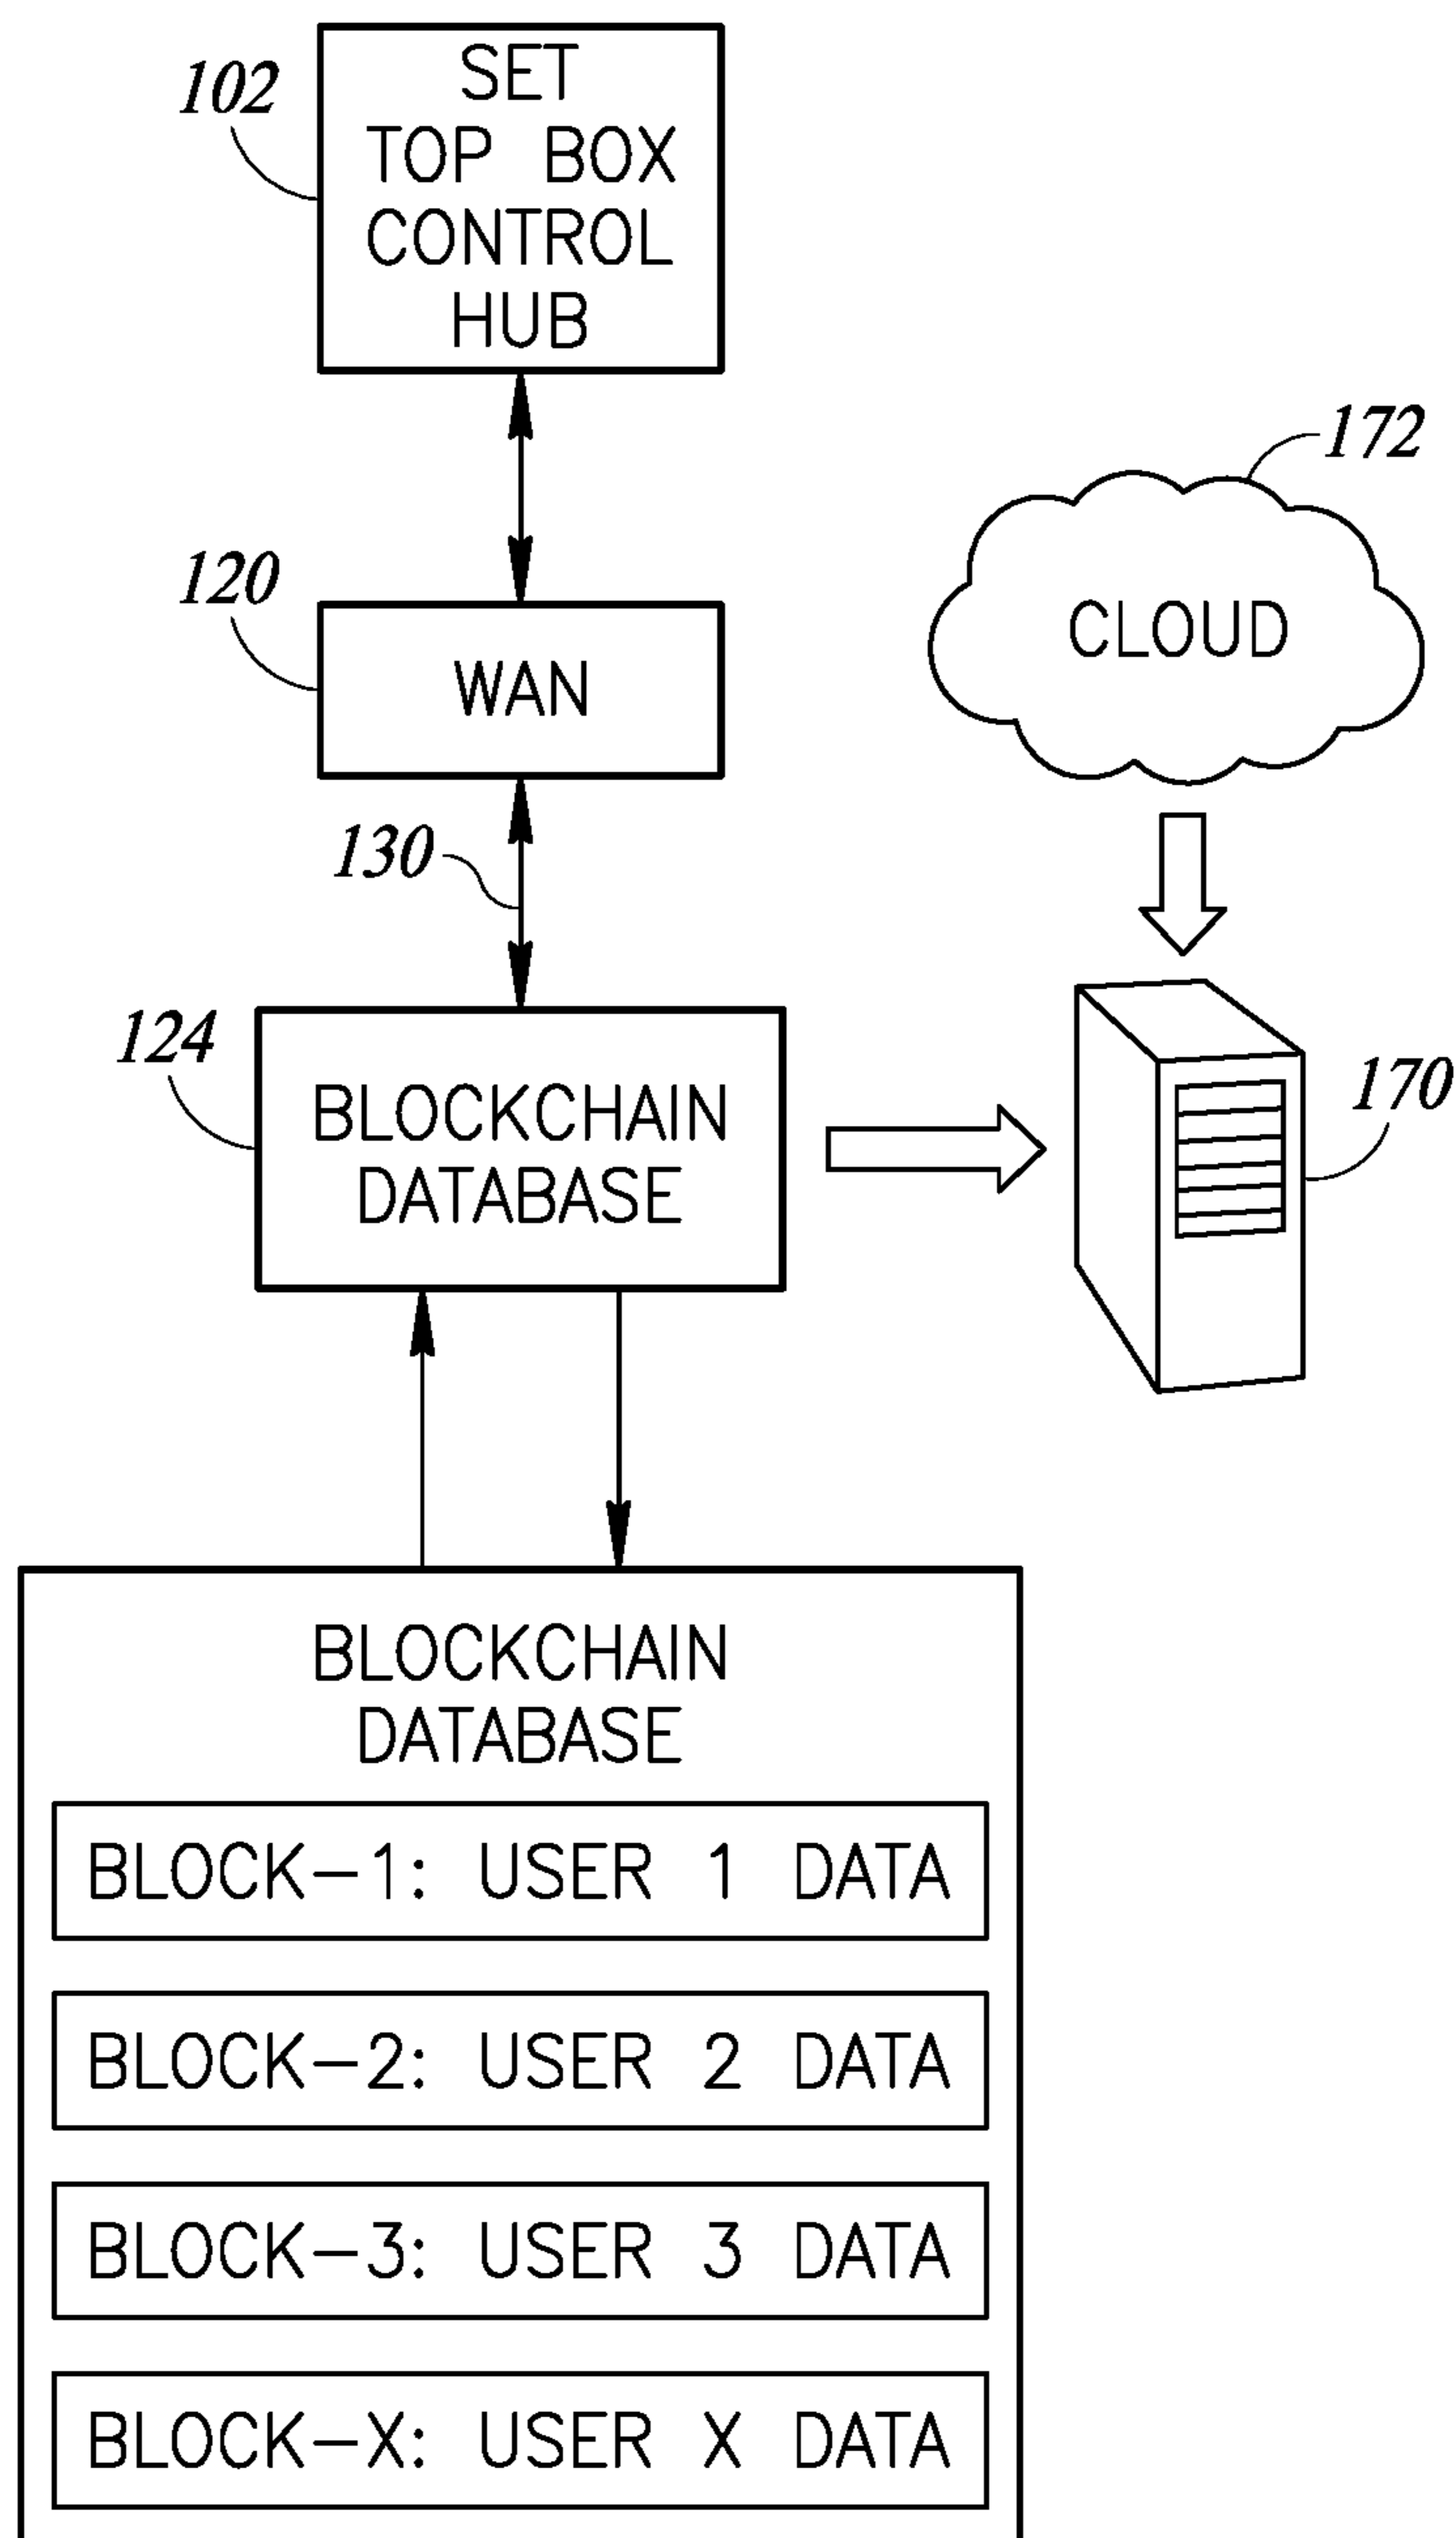 102
SET
TOP BOX
CONTROL
HUB
172
CLOUD
120
WAN
130
124
BLOCKCHAIN
DATABASE
170
BLOCKCHAIN
DATABASE
BLOCK-1: USER 1 DATA
BLOCK-2: USER 2 DATA
BLOCK-3: USER 3 DATA
BLOCK-X: USER X DATA